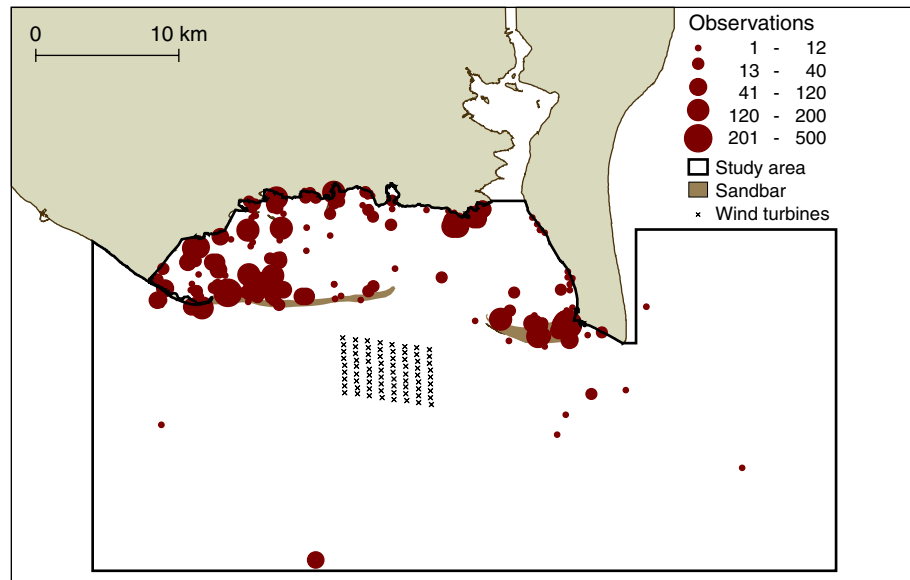 0 10 km
Observations
1 - 12
13 - 40
41 - 120
120 - 200
201 - 500
Study area
Sandbar
Wind turbines